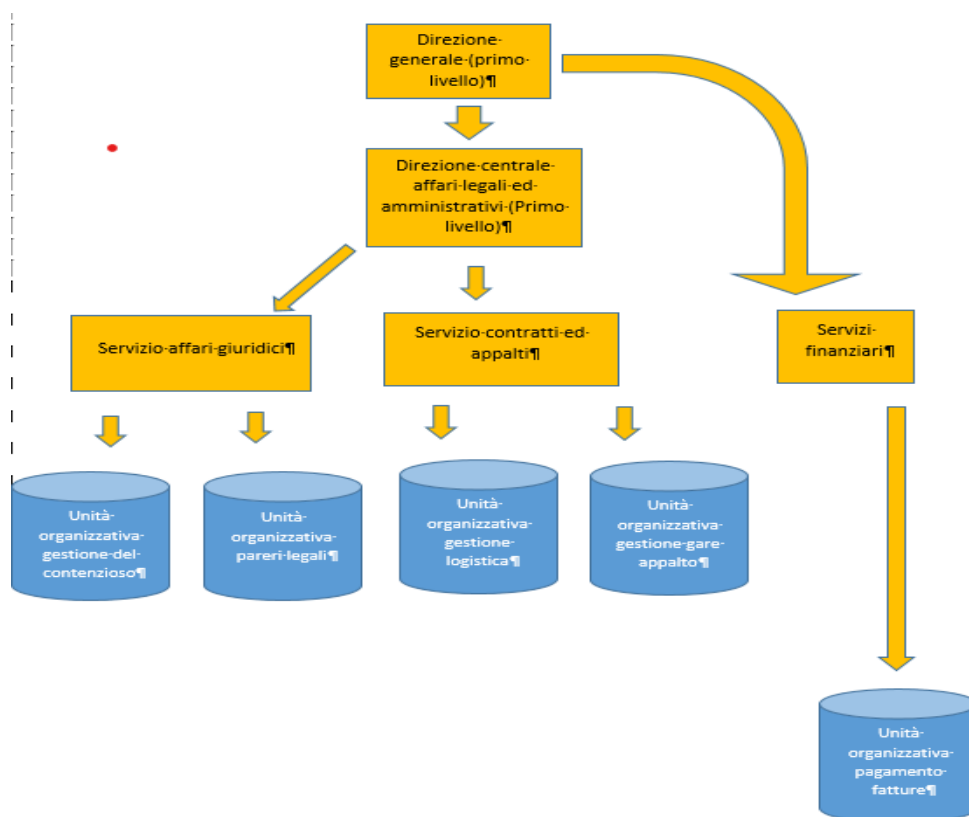 Direzione·
generale·(primo·
livello)¶
Direzione·centrale·
affari·legali·ed·
amministrativi·(Primo·
livello)¶
Servizio·affari·giuridici¶
Servizio·contratti·ed·
appalti¶
Servizi·
finanziari¶
Unità·
organizzativa·
gestione·del·
contenzioso¶
Unità·
organizzativa·
pareri·legali¶
Unità·
organizzativa·
gestione·
logistica¶
Unità·
organizzativa·
gestione·gare·
appalto¶
Unità·
organizzativa·
pagamento·
fatture¶